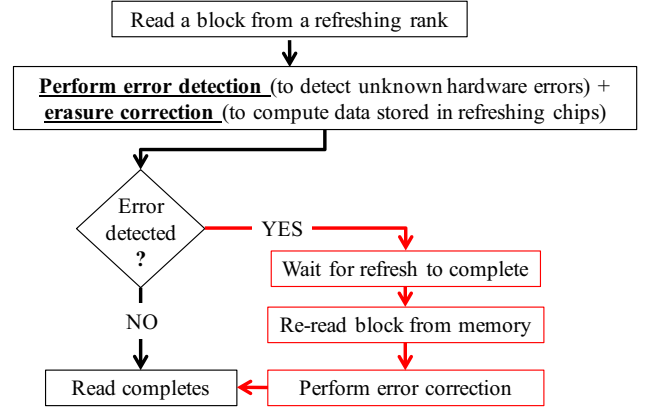 Read a block from a refreshing rank
Perform error detection (to detect unknown hardware errors) +
erasure correction (to compute data stored in refreshing chips)
Error
detected
?
YES
Wait for refresh to complete
Re-read block from memory
NO
Read completes
Perform error correction